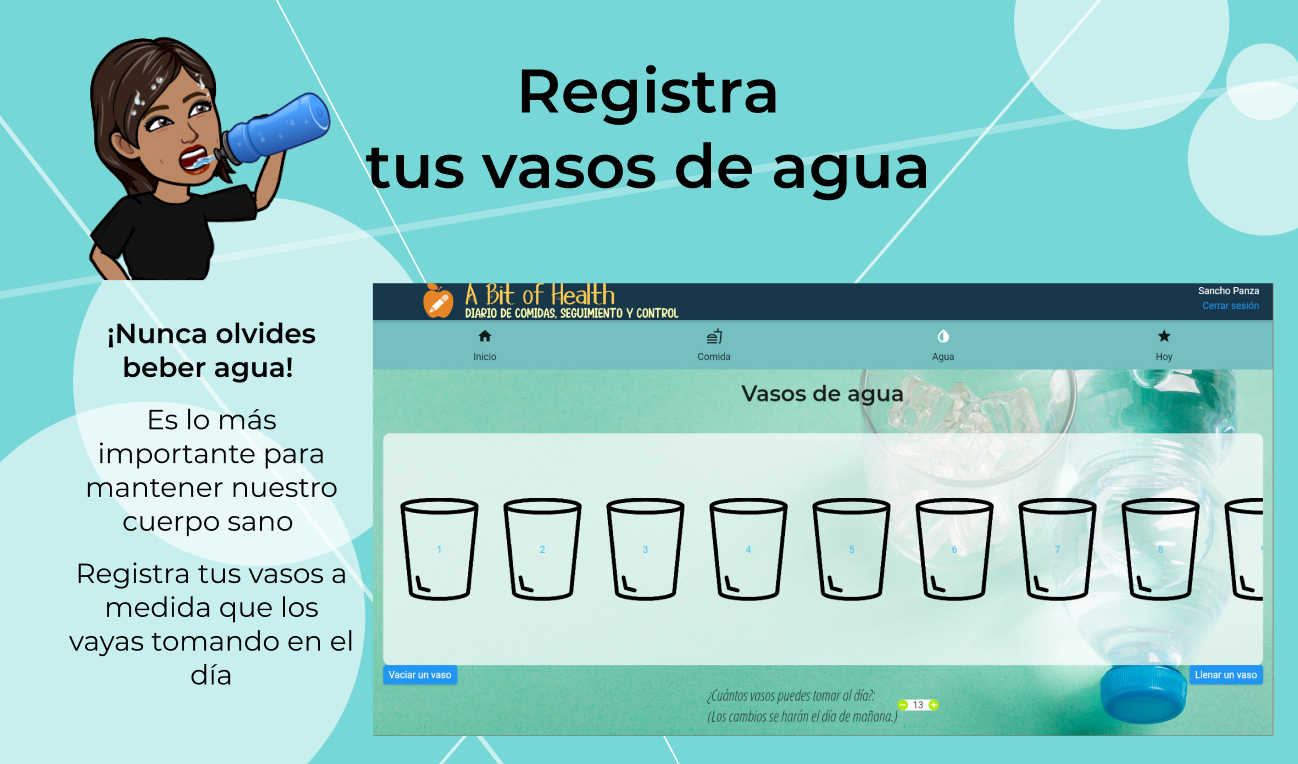 Registra
tus vasos de agua
¡Nunca olvides
beber agua!
Es lo más
importante para
mantener nuestro
cuerpo sano
Registra tus vasos a
medida que los
vayas tomando en el
día
A Bit of Health
DIARIO DE COMIDAS, SEGUIMIENTO Y CONTROL
Sancho Panza
Cerrar sesión
Inicio Comida Agua Hoy
Vasos de agua
1 2 3 4 5 6 7 8
Vaciar un vaso Llenar un vaso
¿Cuántos vasos puedes tomar al día?:
(Los cambios se harán el día de mañana.)
− 13 +